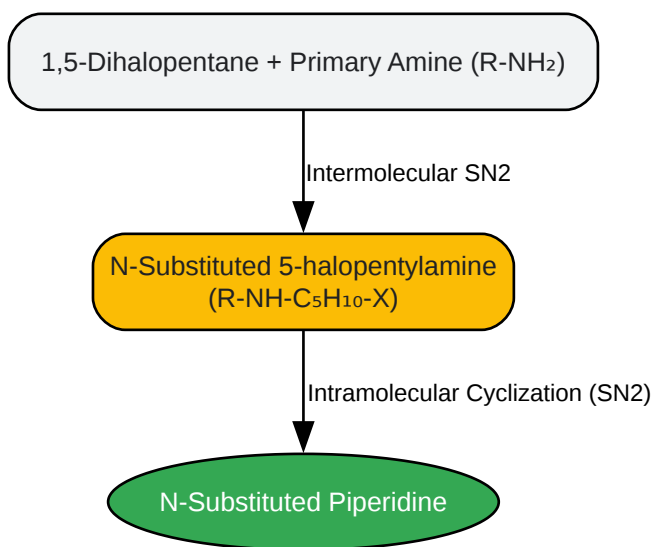 1,5-Dihalopentane + Primary Amine (R-NH₂)
Intermolecular SN2
N-Substituted 5-halopentylamine
(R-NH-C₅H₁₀-X)
Intramolecular Cyclization (SN2)
N-Substituted Piperidine